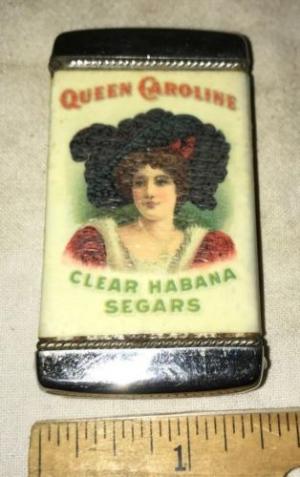 QUEEN CAROLINE
CLEAR HABANA
SEGARS
1